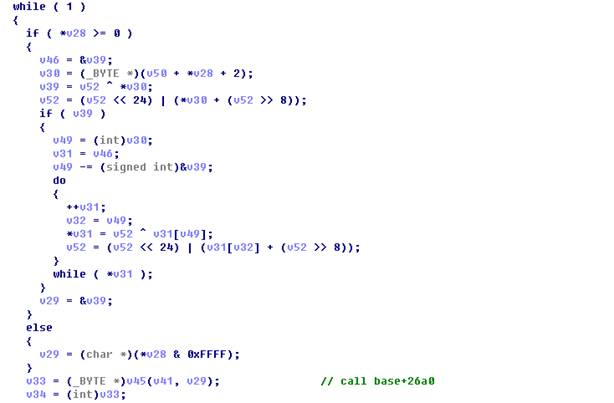 while ( 1 )
{
if ( *v28 >= 0 )
{
v46 = &v39;
v30 = (_BYTE *)(v50 + *v28 + 2);
v39 = v52 ^ *v30;
v52 = (v52 << 24) | (*v30 + (v52 >> 8));
if ( v39 )
{
v49 = (int)v30;
v31 = v46;
v49 -= (signed int)&v39;
do
{
++v31;
v32 = v49;
*v31 = v52 ^ v31[v49];
v52 = (v52 << 24) | (v31[v32] + (v52 >> 8));
}
while ( *v31 );
}
v29 = &v39;
}
else
{
v29 = (char *)(*v28 & 0xFFFF);
}
v33 = (_BYTE *)v45(v41, v29); // call base+26a0
v34 = (int)v33;